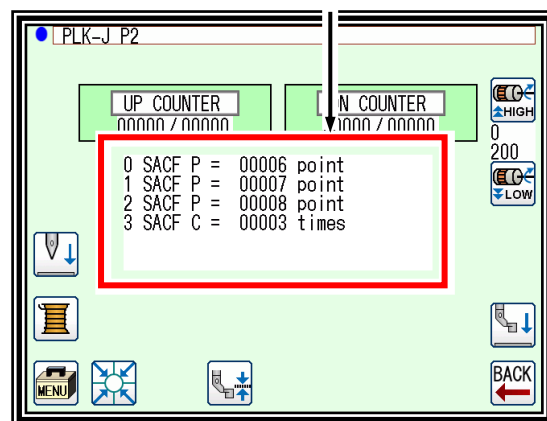 PLK-J P2
UP COUNTER
N COUNTER
00000 / 00000
0000 / 00000
HIGH
0
200
LOW
0 SACF P = 00006 point
1 SACF P = 00007 point
2 SACF P = 00008 point
3 SACF C = 00003 times
MENU
BACK